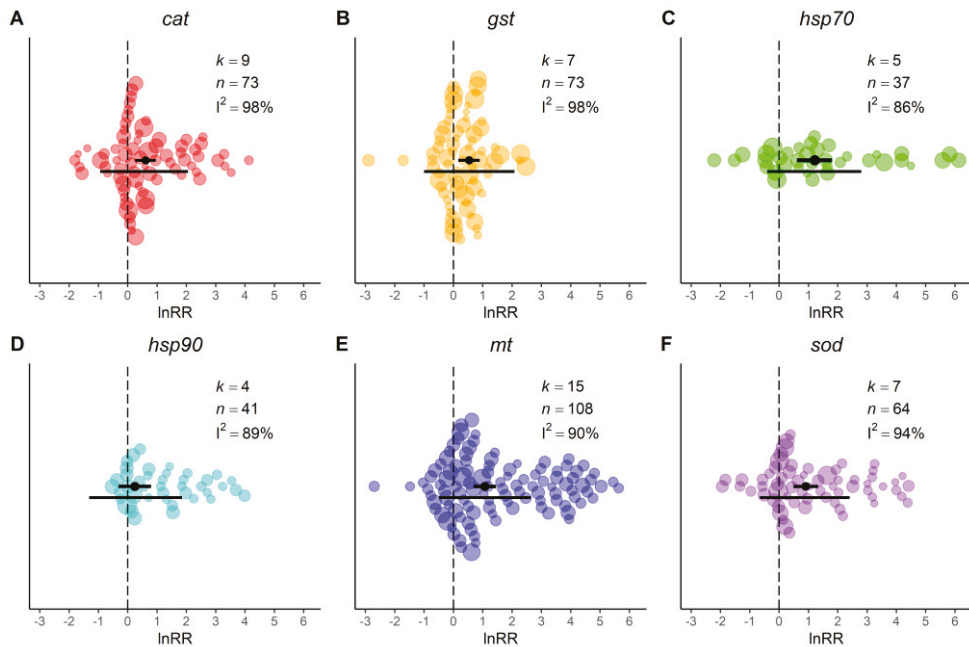 A cat
k = 9
n = 73
I² = 98%
-3 -2 -1 0 1 2 3 4 5 6
lnRR
B gst
k = 7
n = 73
I² = 98%
-3 -2 -1 0 1 2 3 4 5 6
lnRR
C hsp70
k = 5
n = 37
I² = 86%
-3 -2 -1 0 1 2 3 4 5 6
lnRR
D hsp90
k = 4
n = 41
I² = 89%
-3 -2 -1 0 1 2 3 4 5 6
lnRR
E mt
k = 15
n = 108
I² = 90%
-3 -2 -1 0 1 2 3 4 5 6
lnRR
F sod
k = 7
n = 64
I² = 94%
-3 -2 -1 0 1 2 3 4 5 6
lnRR